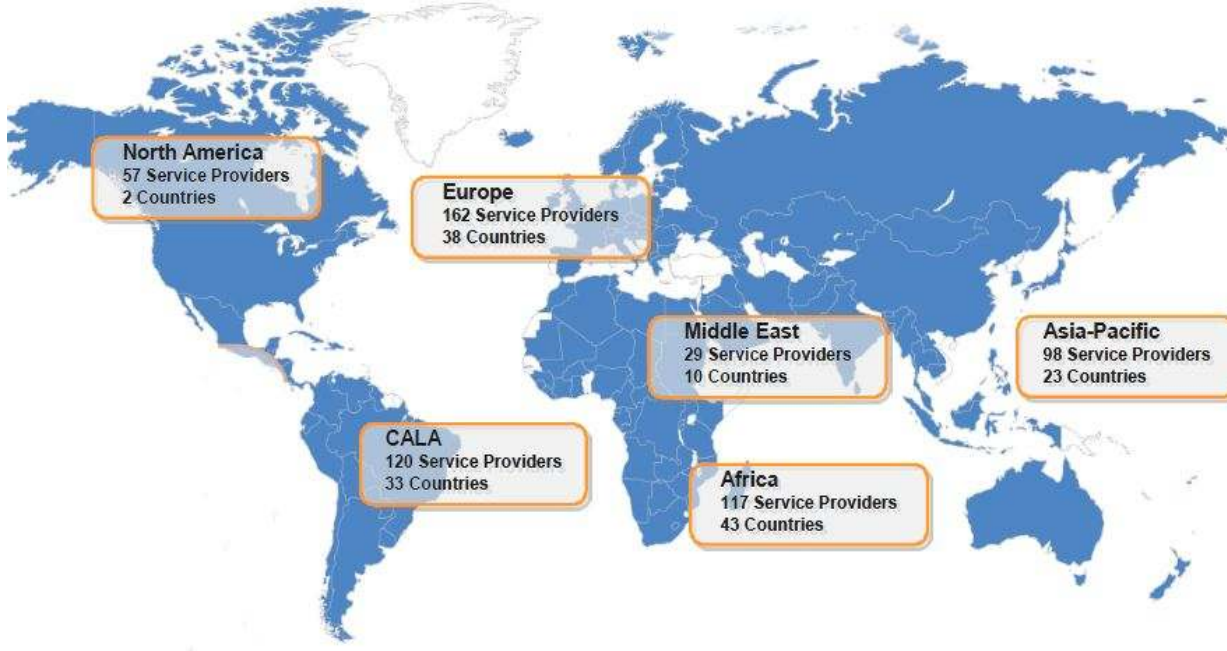 North America
57 Service Providers
2 Countries
Europe
162 Service Providers
38 Countries
Middle East
29 Service Providers
10 Countries
Asia-Pacific
98 Service Providers
23 Countries
CALA
120 Service Providers
33 Countries
Africa
117 Service Providers
43 Countries